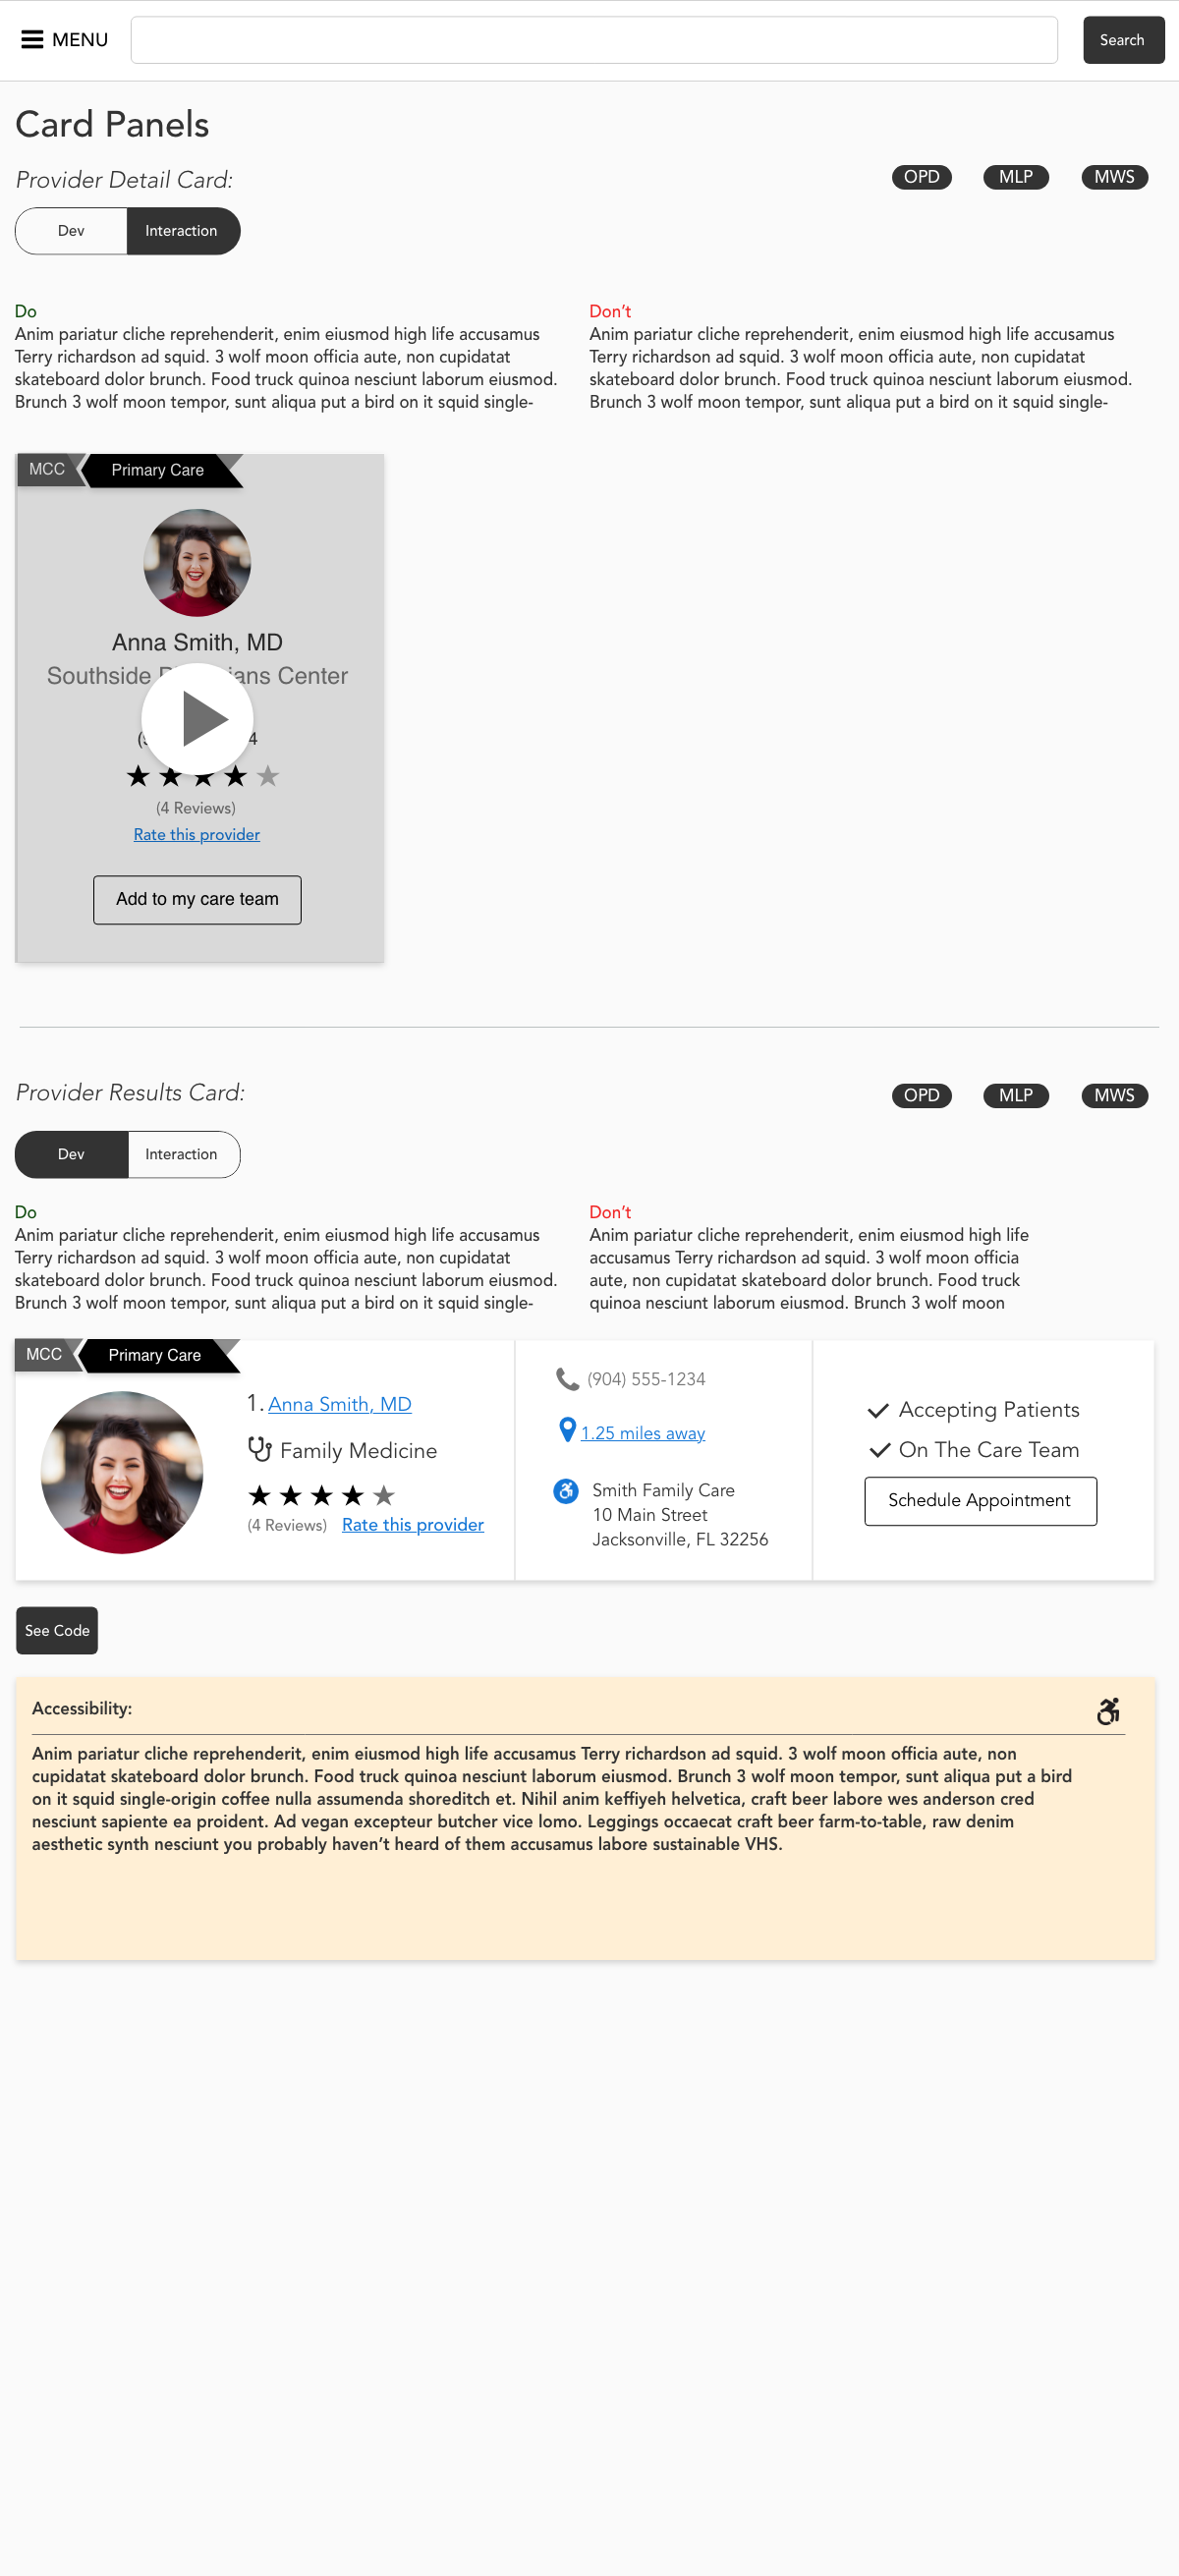 MENU
Search
Card Panels
Provider Detail Card:
OPD MLP MWS
Dev Interaction
Do
Anim pariatur cliche reprehenderit, enim eiusmod high life accusamus
Terry richardson ad squid. 3 wolf moon officia aute, non cupidatat
skateboard dolor brunch. Food truck quinoa nesciunt laborum eiusmod.
Brunch 3 wolf moon tempor, sunt aliqua put a bird on it squid single-
Don't
Anim pariatur cliche reprehenderit, enim eiusmod high life accusamus
Terry richardson ad squid. 3 wolf moon officia aute, non cupidatat
skateboard dolor brunch. Food truck quinoa nesciunt laborum eiusmod.
Brunch 3 wolf moon tempor, sunt aliqua put a bird on it squid single-
MCC Primary Care
Anna Smith, MD
Southside Center
(4 Reviews)
Rate this provider
Add to my care team
Provider Results Card:
OPD MLP MWS
Dev Interaction
Do
Anim pariatur cliche reprehenderit, enim eiusmod high life accusamus
Terry richardson ad squid. 3 wolf moon officia aute, non cupidatat
skateboard dolor brunch. Food truck quinoa nesciunt laborum eiusmod.
Brunch 3 wolf moon tempor, sunt aliqua put a bird on it squid single-
Don't
Anim pariatur cliche reprehenderit, enim eiusmod high life
accusamus Terry richardson ad squid. 3 wolf moon officia
aute, non cupidatat skateboard dolor brunch. Food truck
quinoa nesciunt laborum eiusmod. Brunch 3 wolf moon
MCC Primary Care
1. Anna Smith, MD
Family Medicine
(4 Reviews) Rate this provider
(904) 555-1234
1.25 miles away
Smith Family Care
10 Main Street
Jacksonville, FL 32256
Accepting Patients
On The Care Team
Schedule Appointment
See Code
Accessibility:
Anim pariatur cliche reprehenderit, enim eiusmod high life accusamus Terry richardson ad squid. 3 wolf moon officia aute, non
cupidatat skateboard dolor brunch. Food truck quinoa nesciunt laborum eiusmod. Brunch 3 wolf moon tempor, sunt aliqua put a bird
on it squid single-origin coffee nulla assumenda shoreditch et. Nihil anim keffiyeh helvetica, craft beer labore wes anderson cred
nesciunt sapiente ea proident. Ad vegan excepteur butcher vice lomo. Leggings occaecat craft beer farm-to-table, raw denim
aesthetic synth nesciunt you probably haven't heard of them accusamus labore sustainable VHS.